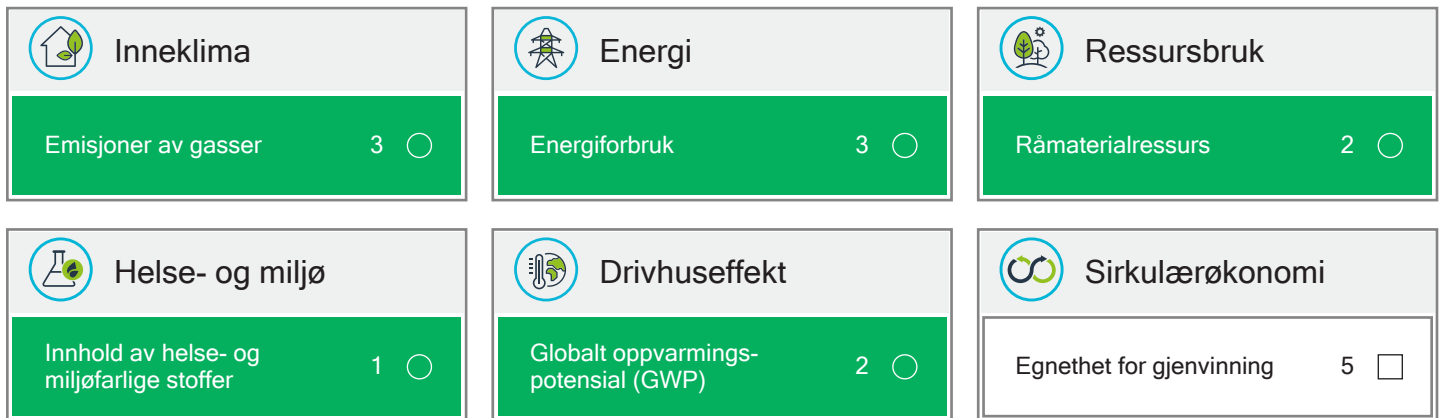 Inneklima
Emisjoner av gasser 3
Energi
Energiforbruk 3
Ressursbruk
Råmaterialressurs 2
Helse- og miljø
Innhold av helse- og
miljøfarlige stoffer 1
Drivhuseffekt
Globalt oppvarmings-
potensial (GWP) 2
Sirkulærøkonomi
Egnethet for gjenvinning 5